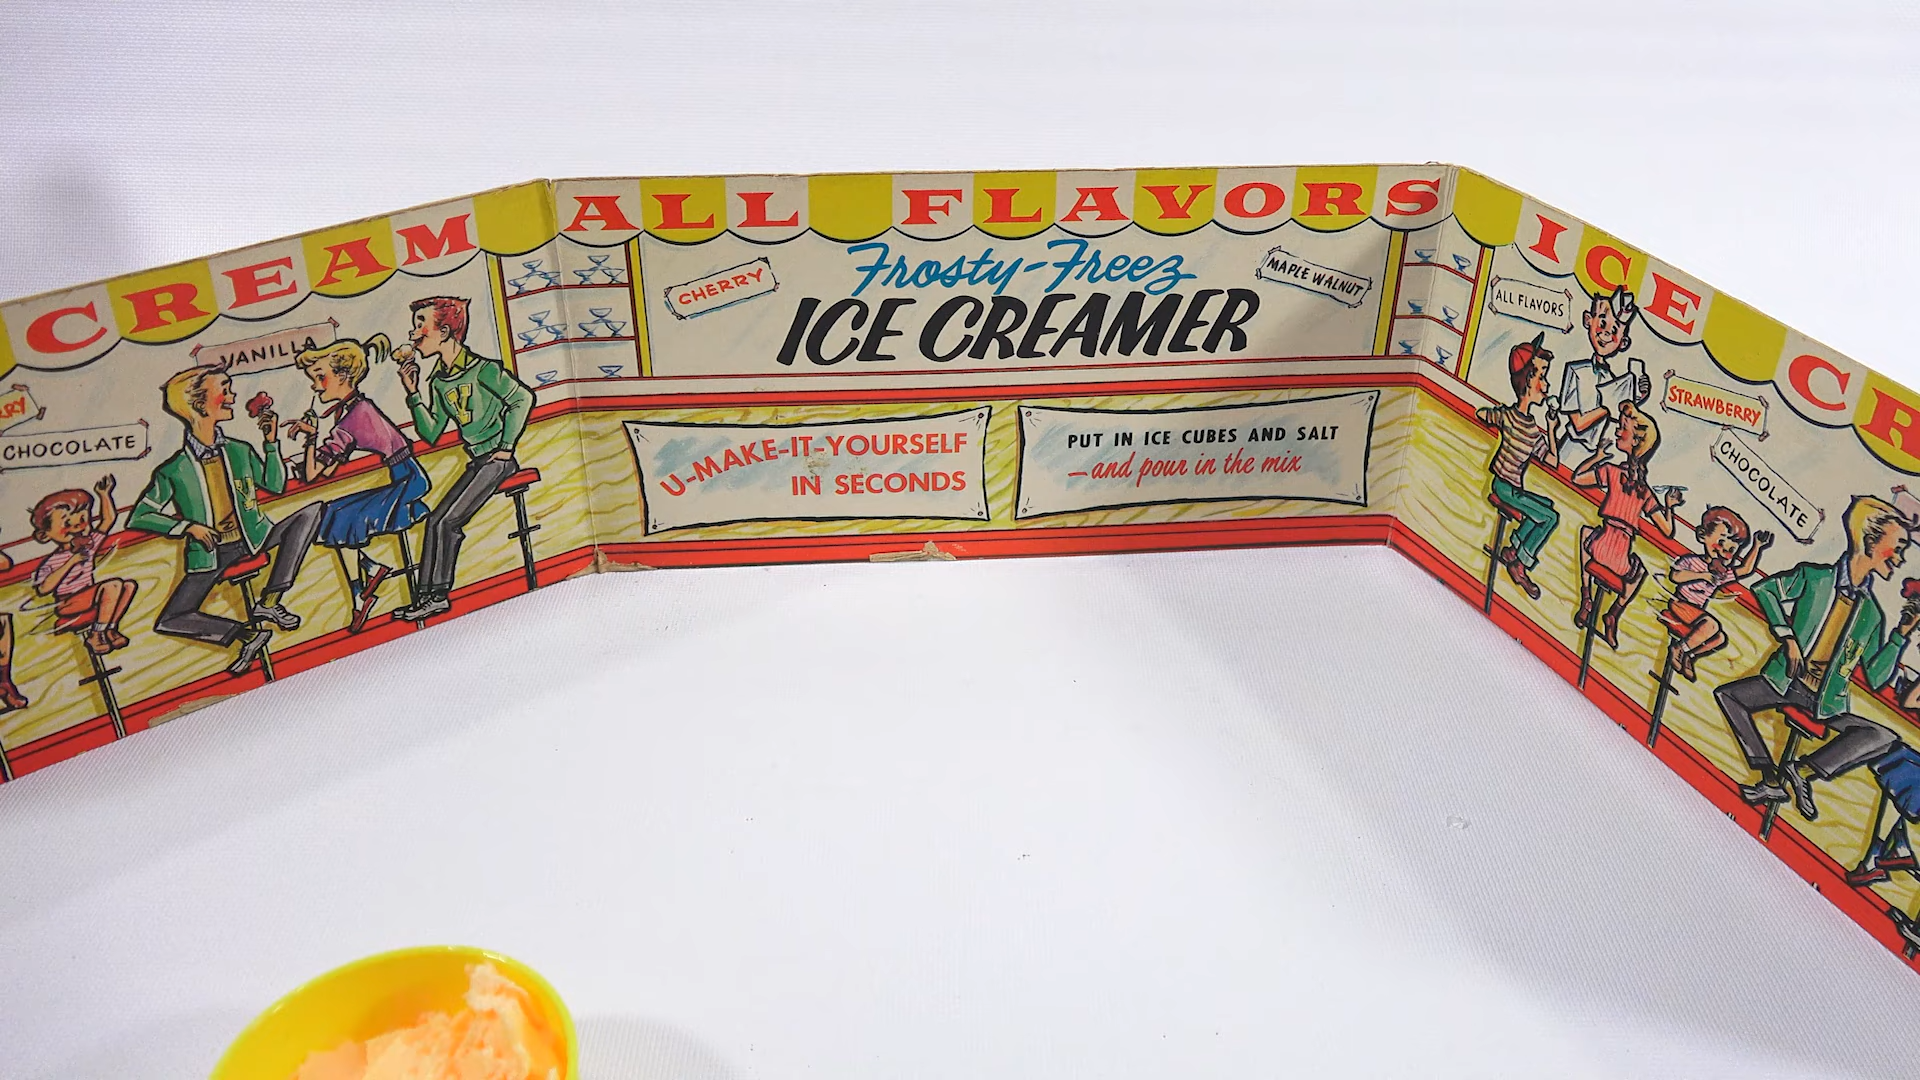 CREAM ALL FLAVORS ICE CR
RY
CHOCOLATE
VANILLA
CHERRY
Frosty-Freez
ICE CREAMER
MAPLE WALNUT
U-MAKE-IT-YOURSELF
IN SECONDS
PUT IN ICE CUBES AND SALT
—and pour in the mix
ALL FLAVORS
STRAWBERRY
CHOCOLATE